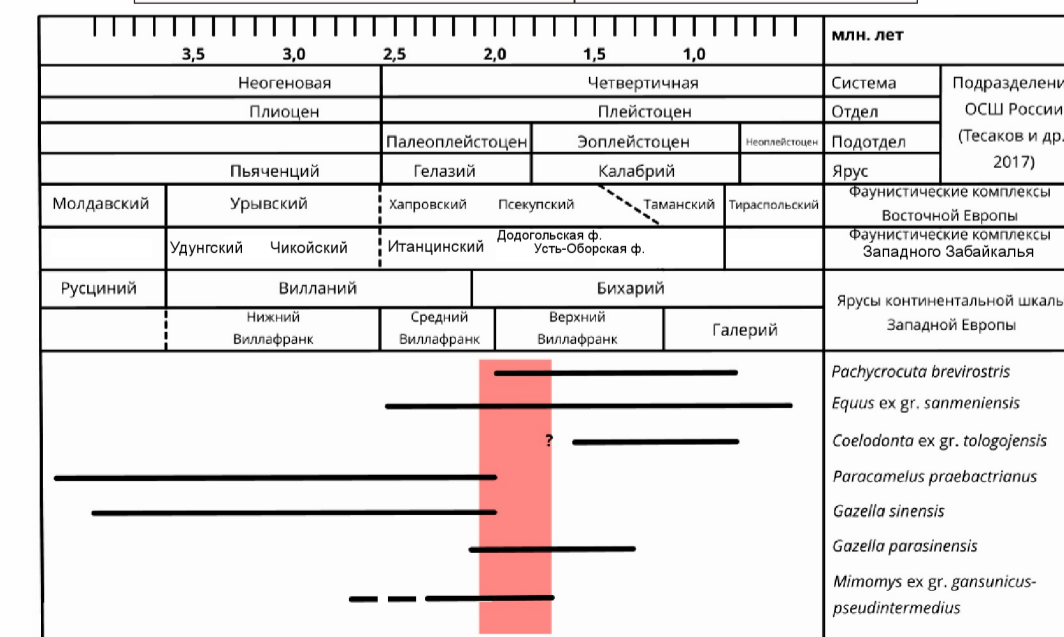 млн. лет
3,5 3,0 2,5 2,0 1,5 1,0
Неогеновая Четвертичная Система
Плиоцен Плейстоцен Отдел
Палеоплейстоцен Эоплейстоцен Неоплейстоцен Подотдел
Пьяченций Гелазий Калабрий Ярус
Подразделени
ОСШ России
(Тесаков и др.
2017)
Молдавский Урывский Хапровский Псекупский Таманский Тираспольский
Фаунистические комплексы
Восточной Европы
Удунгский Чикойский Итанцинский Додогольская ф.
Усть-Оборская ф.
Фаунистические комплексы
Западного Забайкалья
Русциний Вилланий Бихарий
Нижний
Виллафранк
Средний
Виллафранк
Верхний
Виллафранк
Галерий
Ярусы континентальной шкаль
Западной Европы
Pachycrocuta brevirostris
Equus ex gr. sanmeniensis
? Coelodonta ex gr. tologojensis
Paracamelus praebactrianus
Gazella sinensis
Gazella parasinensis
Mimomys ex gr. gansunicus-
pseudintermedius